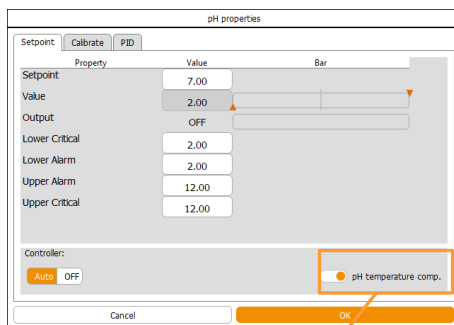 pH properties
Setpoint Calibrate PID
Property Value Bar
Setpoint 7.00
Value 2.00
Output OFF
Lower Critical 2.00
Lower Alarm 2.00
Upper Alarm 12.00
Upper Critical 12.00
Controller:
Auto OFF pH temperature comp.
Cancel OK